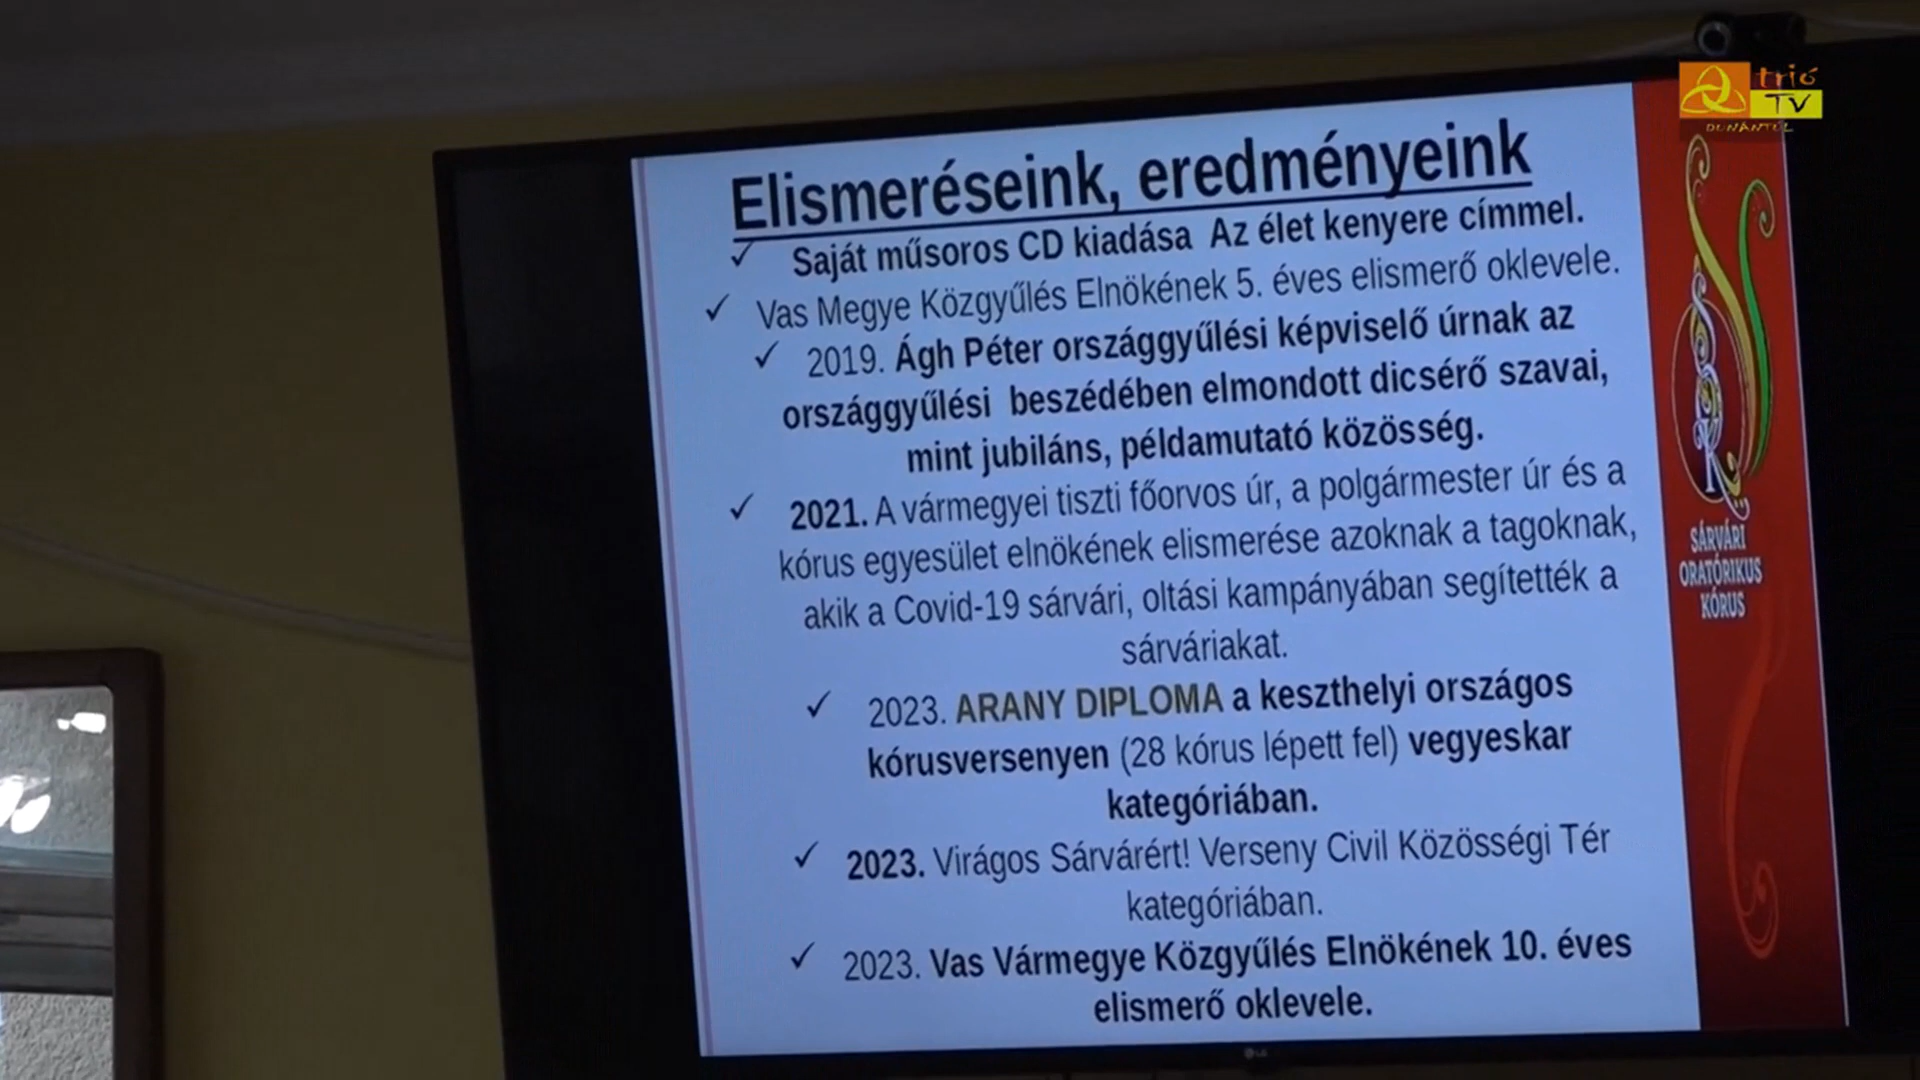 trió
TV
DUNÁNTÚL
Elismeréseink, eredményeink
✓ Saját műsoros CD kiadása Az élet kenyere címmel.
✓ Vas Megye Közgyűlés Elnökének 5. éves elismerő oklevele.
✓ 2019. Ágh Péter országgyűlési képviselő úrnak az
országgyűlési beszédében elmondott dicsérő szavai,
mint jubiláns, példamutató közösség.
✓ 2021. A vármegyei tiszti főorvos úr, a polgármester úr és a
kórus egyesület elnökének elismerése azoknak a tagoknak,
akik a Covid-19 sárvári, oltási kampányában segítették a
sárváriakat.
✓ 2023. ARANY DIPLOMA a keszthelyi országos
kórusversenyen (28 kórus lépett fel) vegyeskar
kategóriában.
✓ 2023. Virágos Sárvárért! Verseny Civil Közösségi Tér
kategóriában.
✓ 2023. Vas Vármegye Közgyűlés Elnökének 10. éves
elismerő oklevele.
SÁRVÁRI
ORATÓRIKUS
KÓRUS
LG